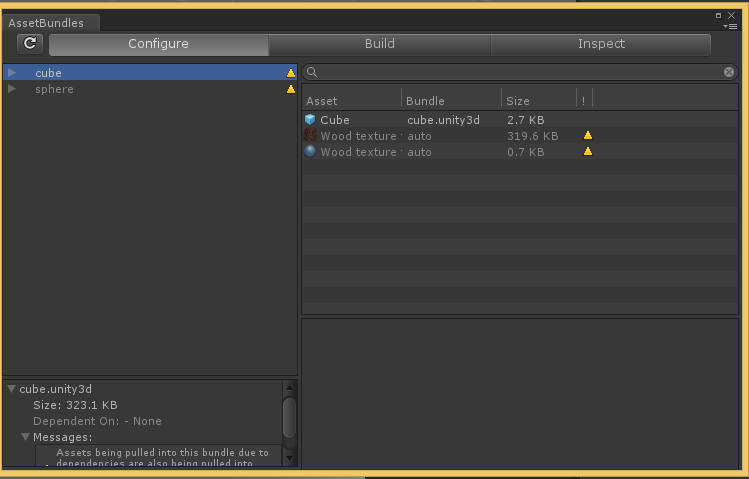 AssetBundles
Configure Build Inspect
cube
sphere
Asset Bundle Size !
Cube cube.unity3d 2.7 KB
Wood texture auto 319.6 KB
Wood texture auto 0.7 KB
cube.unity3d
Size: 323.1 KB
Dependent On: - None
Messages:
Assets being pulled into this bundle due to
dependencies are also being pulled into